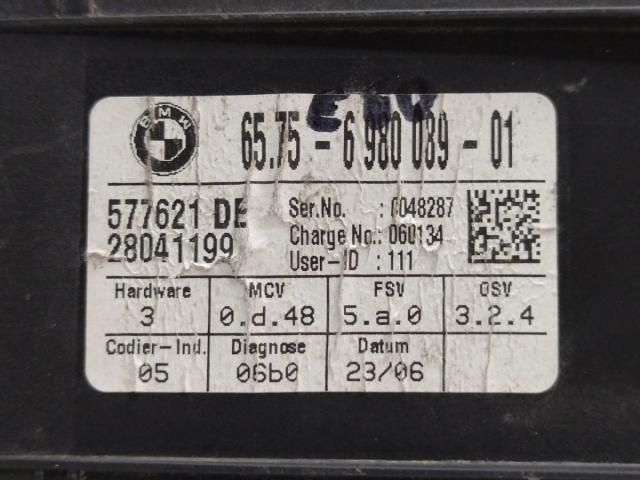 BMW
65.75 - 6 980 089 - 01
577621 DE
28041199
Ser.No. : 0048287
Charge No.: 060134
User-ID : 111
Hardware MCV FSV OSV
3 0.d.48 5.a.0 3.2.4
Codier-Ind. Diagnose Datum
05 06b0 23/06